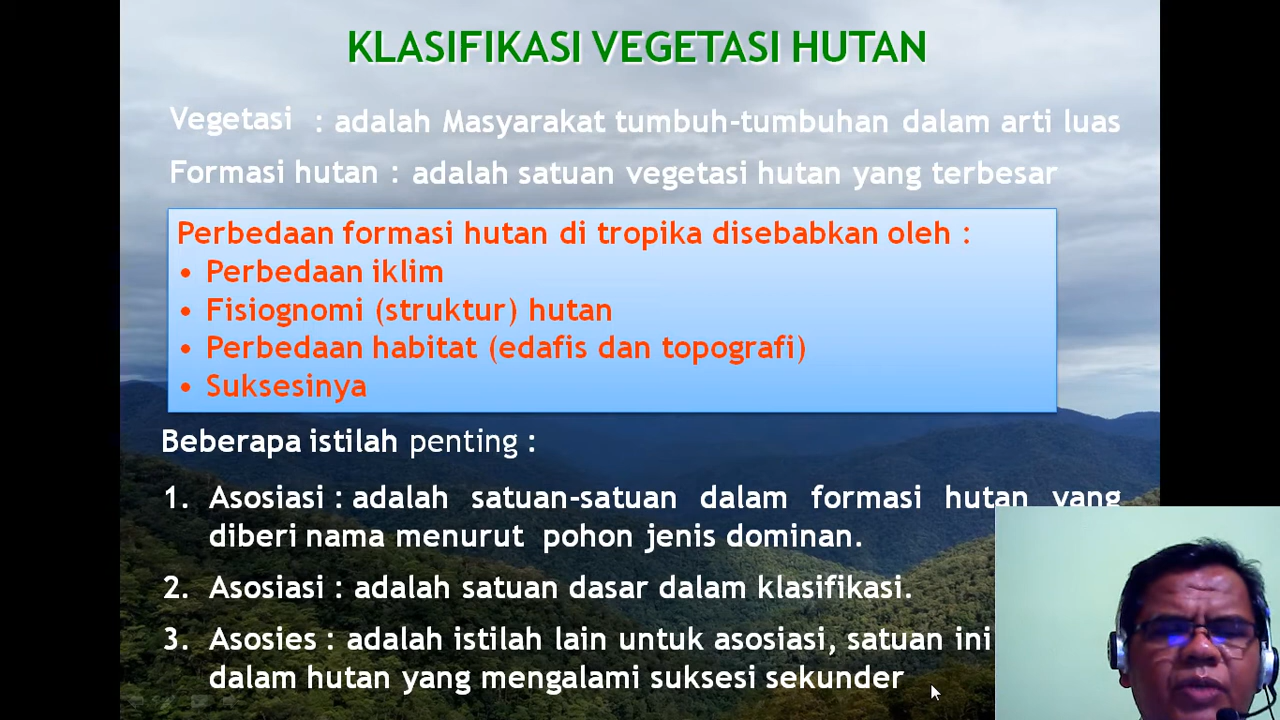 KLASIFIKASI VEGETASI HUTAN
Vegetasi : adalah Masyarakat tumbuh-tumbuhan dalam arti luas
Formasi hutan : adalah satuan vegetasi hutan yang terbesar
Perbedaan formasi hutan di tropika disebabkan oleh :
• Perbedaan iklim
• Fisiognomi (struktur) hutan
• Perbedaan habitat (edafis dan topografi)
• Suksesinya
Beberapa istilah penting :
1. Asosiasi : adalah satuan-satuan dalam formasi hutan yang
diberi nama menurut pohon jenis dominan.
2. Asosiasi : adalah satuan dasar dalam klasifikasi.
3. Asosies : adalah istilah lain untuk asosiasi, satuan ini
dalam hutan yang mengalami suksesi sekunder